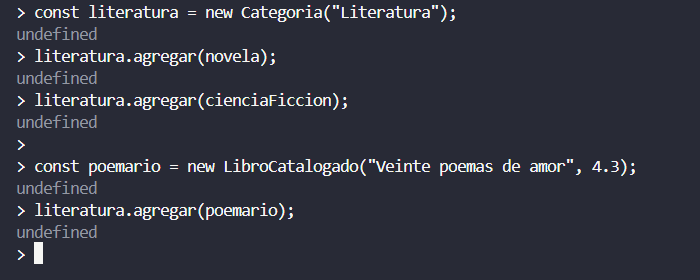 > const literatura = new Categoria("Literatura");
undefined
> literatura.agregar(novela);
undefined
> literatura.agregar(cienciaFiccion);
undefined
>
> const poemario = new LibroCatalogado("Veinte poemas de amor", 4.3);
undefined
> literatura.agregar(poemario);
undefined
>